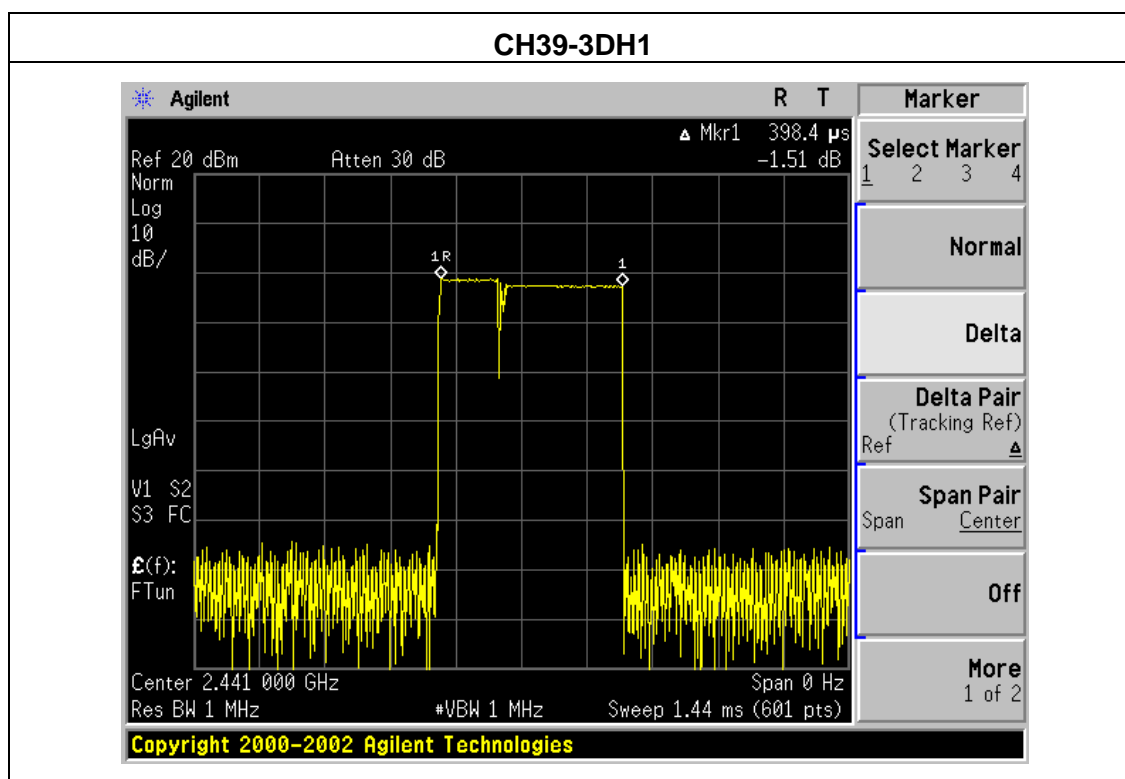 CH39-3DH1
Agilent R T Marker
▵ Mkr1 398.4 µs
Ref 20 dBm Atten 30 dB -1.51 dB
Norm
Log
10
dB/
1R
1
LgAv
V1 S2
S3 FC
£(f):
FTun
Center 2.441 000 GHz Span 0 Hz
Res BW 1 MHz #VBW 1 MHz Sweep 1.44 ms (601 pts)
Copyright 2000-2002 Agilent Technologies
Select Marker
1 2 3 4
Normal
Delta
Delta Pair
(Tracking Ref)
Ref ▵
Span Pair
Span Center
Off
More
1 of 2